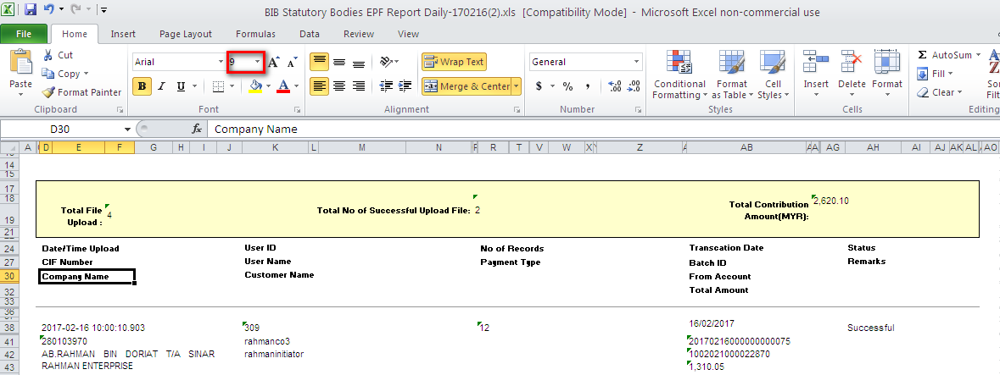 BIB Statutory Bodies EPF Report Daily-170216(2).xls [Compatibility Mode] - Microsoft Excel non-commercial use
File Home Insert Page Layout Formulas Data Review View
Paste Cut Copy Format Painter Clipboard
Arial 9 B I U Font
Wrap Text Merge & Center Alignment
General $ % , Number
Conditional Formatting Format as Table Cell Styles Styles
Insert Delete Format Cells
Σ AutoSum Fill Clear Editing
D30 fx Company Name
A D E F G H I J K L M N R T V W X Y Z A AB AA AG AH AI AJ AK AL AO
14
15
17
18
Total File Upload : 4 Total No of Successful Upload File: 2 Total Contribution Amount(MYR): 2,620.10
19
21
24 Date/Time Upload User ID No of Records Transcation Date Status
27 CIF Number User Name Payment Type Batch ID Remarks
30 Company Name Customer Name From Account
32 Total Amount
33
36
38 2017-02-16 10:00:10.903 309 12 16/02/2017 Successful
41 280103970 rahmanco3 20170216000000000075
42 AB.RAHMAN BIN DORIAT T/A SINAR rahmaninitiator 1002021000022870
43 RAHMAN ENTERPRISE 1,310.05